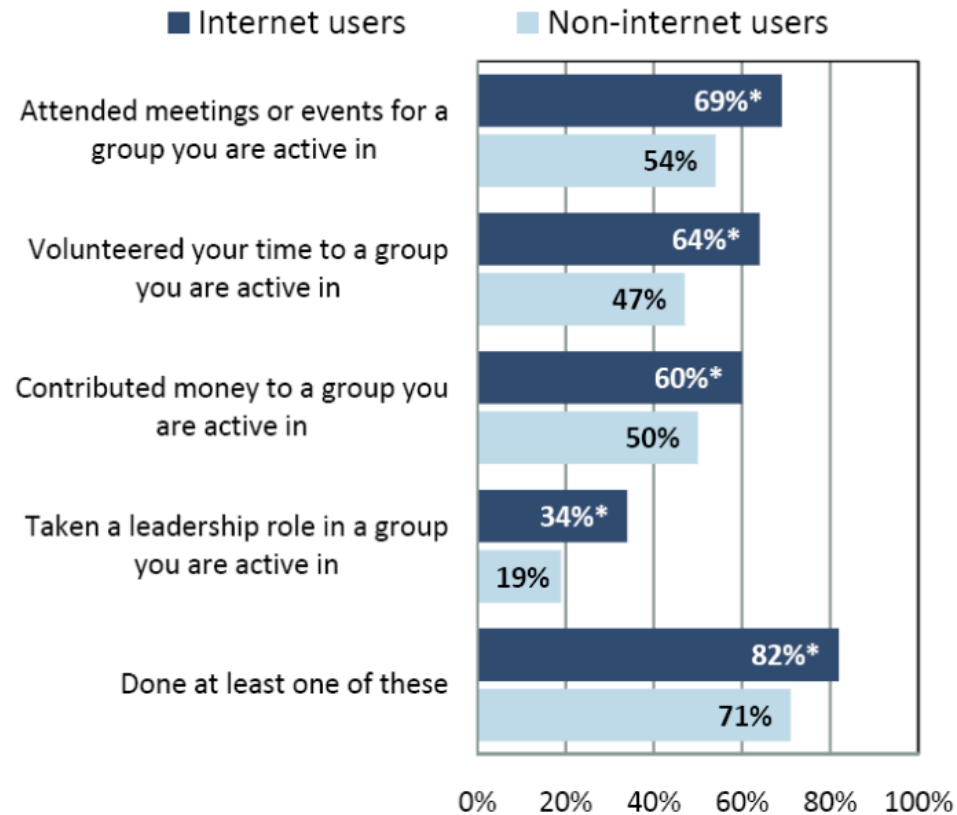 Internet users Non-internet users
Attended meetings or events for a
group you are active in
69%*
54%
Volunteered your time to a group
you are active in
64%*
47%
Contributed money to a group you
are active in
60%*
50%
Taken a leadership role in a group
you are active in
34%*
19%
Done at least one of these
82%*
71%
0% 20% 40% 60% 80% 100%